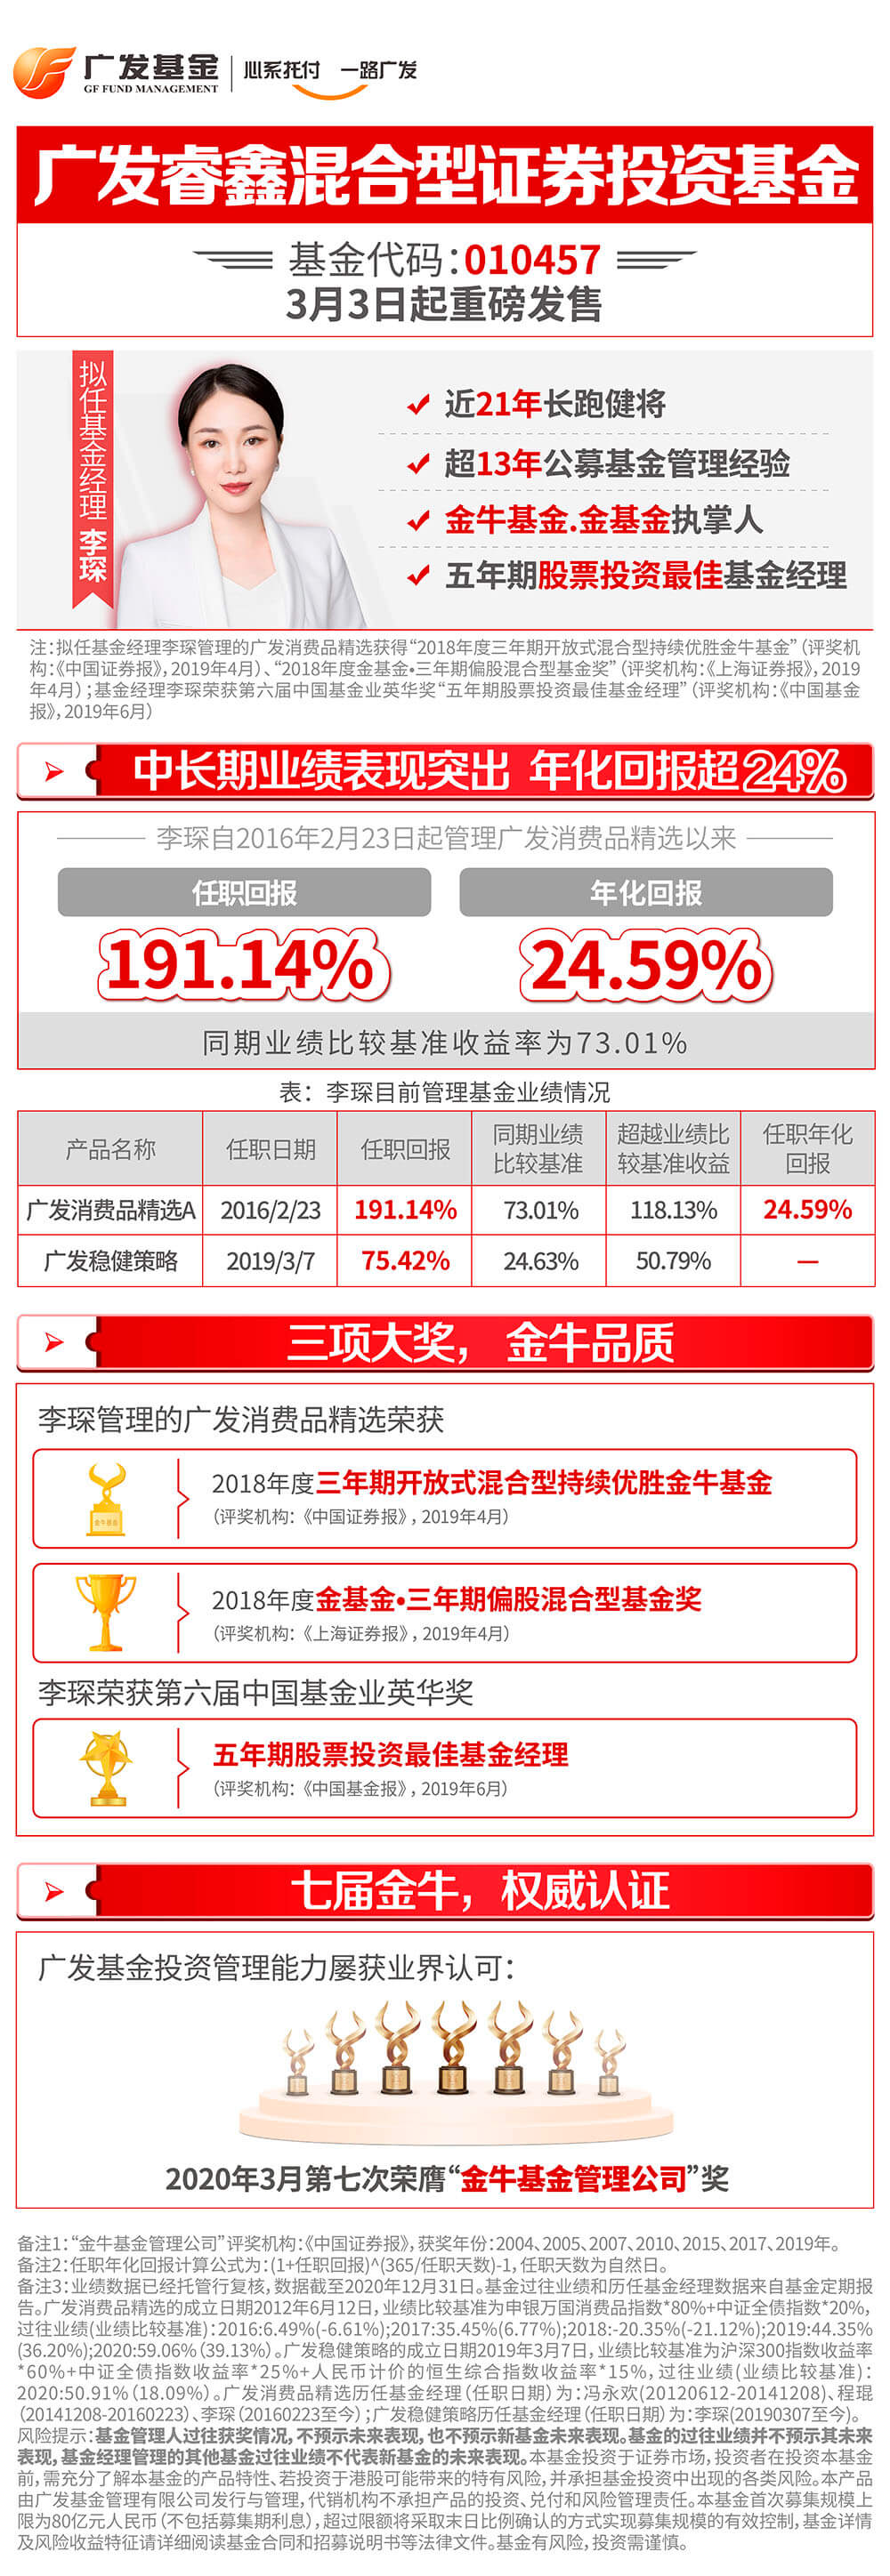 广发基金
GF FUND MANAGEMENT
心系托付 一路广发
广发睿鑫混合型证券投资基金
基金代码:010457
3月3日起重磅发售
拟任基金经理 李琛
近21年长跑健将
超13年公募基金管理经验
金牛基金.金基金执掌人
五年期股票投资最佳基金经理
注:拟任基金经理李琛管理的广发消费品精选获得“2018年度三年期开放式混合型持续优胜金牛基金”(评奖机
构:《中国证券报》,2019年4月)、“2018年度金基金•三年期偏股混合型基金奖”(评奖机构:《上海证券报》,2019
年4月);基金经理李琛荣获第六届中国基金业英华奖“五年期股票投资最佳基金经理”(评奖机构:《中国基金
报》,2019年6月)
中长期业绩表现突出 年化回报超24%
李琛自2016年2月23日起管理广发消费品精选以来
任职回报 年化回报
191.14% 24.59%
同期业绩比较基准收益率为73.01%
表: 李琛目前管理基金业绩情况
产品名称 任职日期 任职回报 同期业绩比较基准 超越业绩比较基准收益 任职年化回报
广发消费品精选A 2016/2/23 191.14% 73.01% 118.13% 24.59%
广发稳健策略 2019/3/7 75.42% 24.63% 50.79% —
三项大奖, 金牛品质
李琛管理的广发消费品精选荣获
金牛基金
2018年度三年期开放式混合型持续优胜金牛基金
(评奖机构:《中国证券报》,2019年4月)
2018年度金基金•三年期偏股混合型基金奖
(评奖机构:《上海证券报》,2019年4月)
李琛荣获第六届中国基金业英华奖
五年期股票投资最佳基金经理
(评奖机构:《中国基金报》,2019年6月)
七届金牛, 权威认证
广发基金投资管理能力屡获业界认可:
2020年3月第七次荣膺“金牛基金管理公司”奖
备注1:“金牛基金管理公司”评奖机构:《中国证券报》,获奖年份:2004、2005、2007、2010、2015、2017、2019年。
备注2:任职年化回报计算公式为:(1+任职回报)^(365/任职天数)-1,任职天数为自然日。
备注3:业绩数据已经托管行复核,数据截至2020年12月31日。基金过往业绩和历任基金经理数据来自基金定期报
告。广发消费品精选的成立日期2012年6月12日,业绩比较基准为申银万国消费品指数*80%+中证全债指数*20%,
过往业绩(业绩比较基准):2016:6.49%(-6.61%);2017:35.45%(6.77%);2018:-20.35%(-21.12%);2019:44.35%
(36.20%);2020:59.06%(39.13%)。广发稳健策略的成立日期2019年3月7日,业绩比较基准为沪深300指数收益率
*60%+中证全债指数收益率*25%+人民币计价的恒生综合指数收益率*15%,过往业绩(业绩比较基准):
2020:50.91%(18.09%)。广发消费品精选历任基金经理(任职日期)为:冯永欢(20120612-20141208)、程琨
(20141208-20160223)、李琛(20160223至今);广发稳健策略历任基金经理(任职日期)为:李琛(20190307至今)。
风险提示:基金管理人过往获奖情况,不预示未来表现,也不预示新基金未来表现。基金的过往业绩并不预示其未来
表现,基金经理管理的其他基金过往业绩不代表新基金的未来表现。本基金投资于证券市场,投资者在投资本基金
前,需充分了解本基金的产品特性、若投资于港股可能带来的特有风险,并承担基金投资中出现的各类风险。本产品
由广发基金管理有限公司发行与管理,代销机构不承担产品的投资、兑付和风险管理责任。本基金首次募集规模上
限为80亿元人民币(不包括募集期利息),超过限额将采取末日比例确认的方式实现募集规模的有效控制,基金详情
及风险收益特征请详细阅读基金合同和招募说明书等法律文件。基金有风险,投资需谨慎。